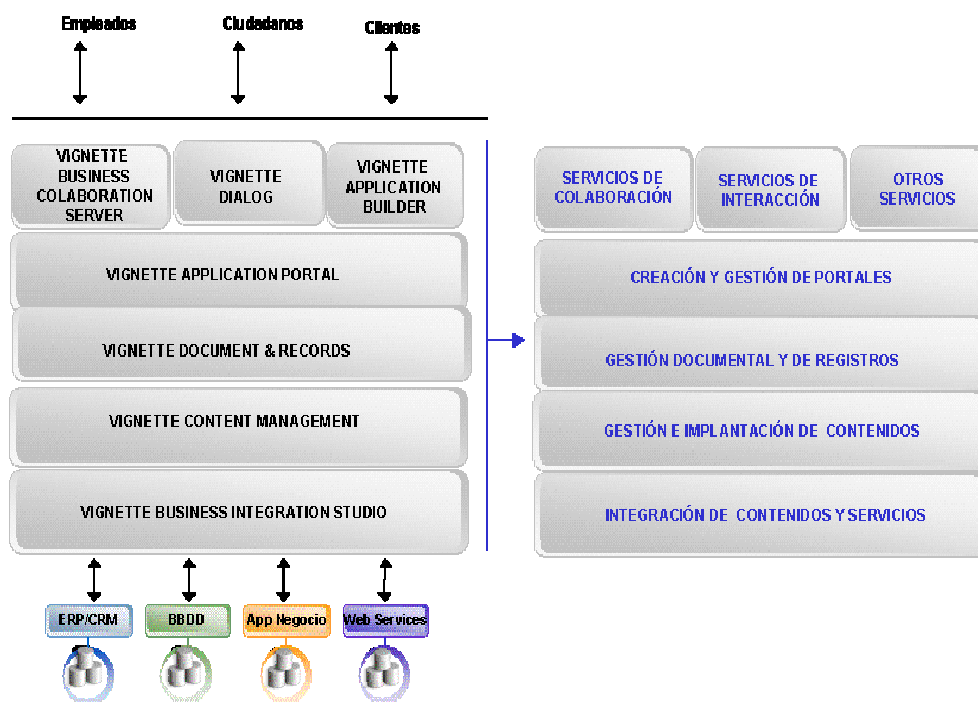 Empleados
Ciudadanos
Clientes
VIGNETTE
BUSINESS
COLABORATION
SERVER
VIGNETTE
DIALOG
VIGNETTE
APPLICATION
BUILDER
SERVICIOS DE
COLABORACIÓN
SERVICIOS DE
INTERACCIÓN
OTROS
SERVICIOS
VIGNETTE APPLICATION PORTAL
CREACIÓN Y GESTIÓN DE PORTALES
VIGNETTE DOCUMENT & RECORDS
GESTIÓN DOCUMENTAL Y DE REGISTROS
VIGNETTE CONTENT MANAGEMENT
GESTIÓN E IMPLANTACIÓN DE CONTENIDOS
VIGNETTE BUSINESS INTEGRATION STUDIO
INTEGRACIÓN DE CONTENIDOS Y SERVICIOS
ERP/CRM
BBDD
App Negocio
Web Services